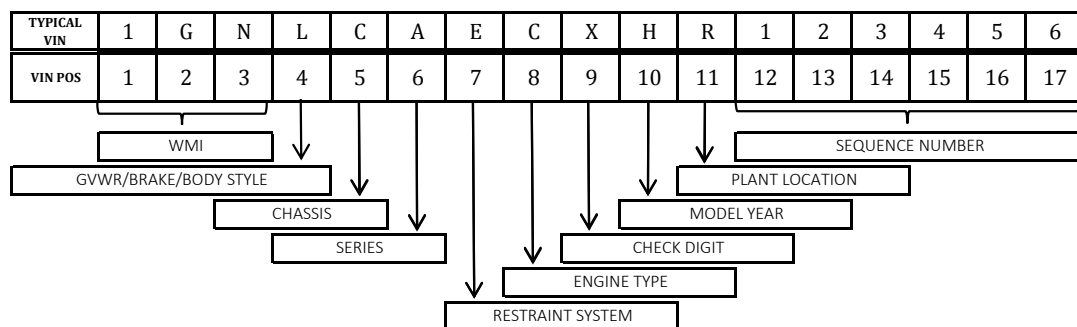 TYPICAL VIN 1 G N L C A E C X H R 1 2 3 4 5 6
VIN POS 1 2 3 4 5 6 7 8 9 10 11 12 13 14 15 16 17
WMI SEQUENCE NUMBER
GVWR/BRAKE/BODY STYLE PLANT LOCATION
CHASSIS MODEL YEAR
SERIES CHECK DIGIT
ENGINE TYPE
RESTRAINT SYSTEM